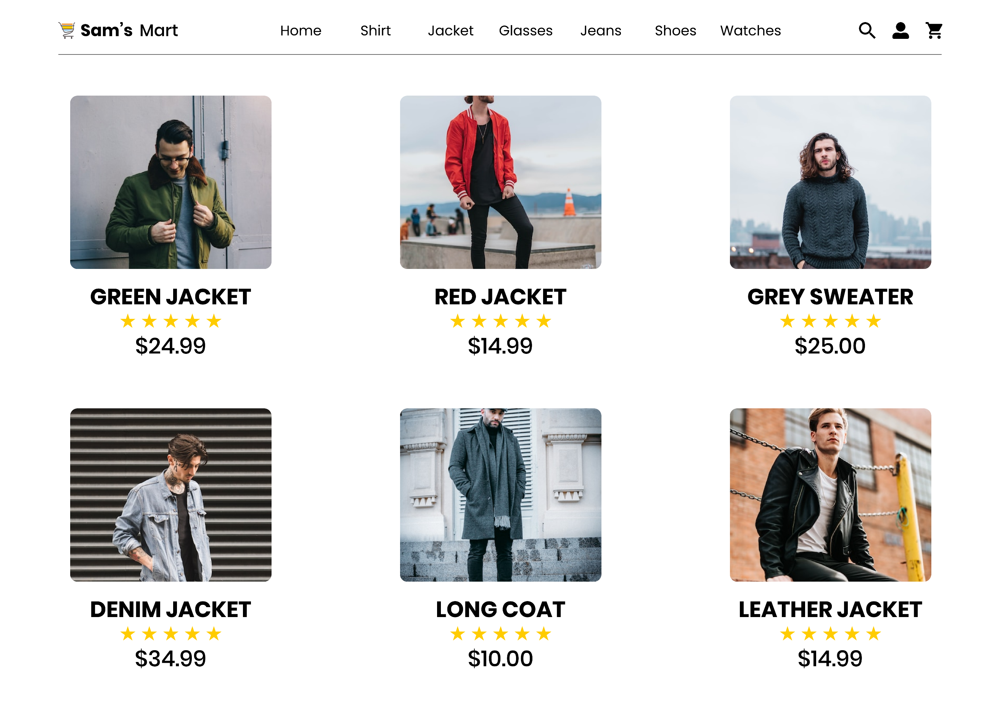 Sam’s Mart
Home Shirt Jacket Glasses Jeans Shoes Watches
GREEN JACKET
$24.99
RED JACKET
$14.99
GREY SWEATER
$25.00
DENIM JACKET
$34.99
LONG COAT
$10.00
LEATHER JACKET
$14.99